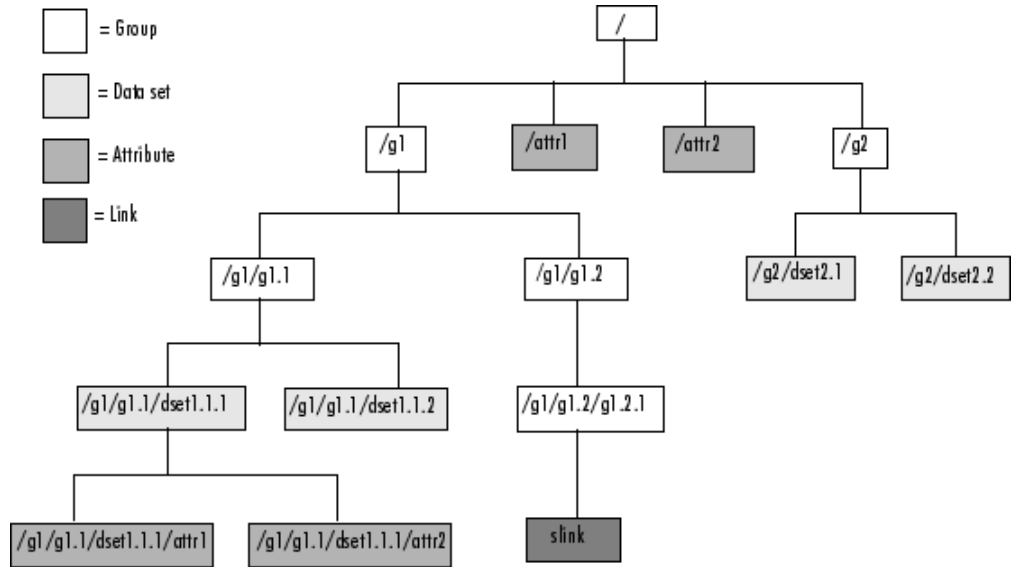 = Group
= Data set
= Attribute
= Link
/
/g1
/attr1
/attr2
/g2
/g1/g1.1
/g1/g1.2
/g2/dset2.1
/g2/dset2.2
/g1/g1.1/dset1.1.1
/g1/g1.1/dset1.1.2
/g1/g1.2/g1.2.1
/g1/g1.1/dset1.1.1/attr1
/g1/g1.1/dset1.1.1/attr2
slink